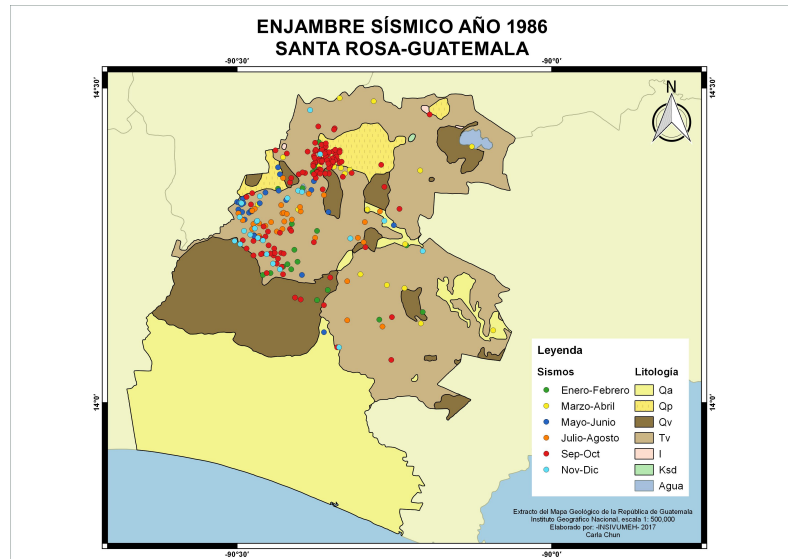 ENJAMBRE SÍSMICO AÑO 1986
SANTA ROSA-GUATEMALA
-90°30'
-90°0'
14°30'
14°30'
N
14°0'
14°0'
Leyenda
Sismos
Litología
Enero-Febrero
Qa
Marzo-Abril
Qp
Mayo-Junio
Qv
Julio-Agosto
Tv
Sep-Oct
I
Nov-Dic
Ksd
Agua
Extracto del Mapa Geológico de la República de Guatemala
Instituto Geográfico Nacional, escala 1: 500,000
Elaborado por: -INSIVUMEH- 2017
Carla Chun
-90°30'
-90°0'